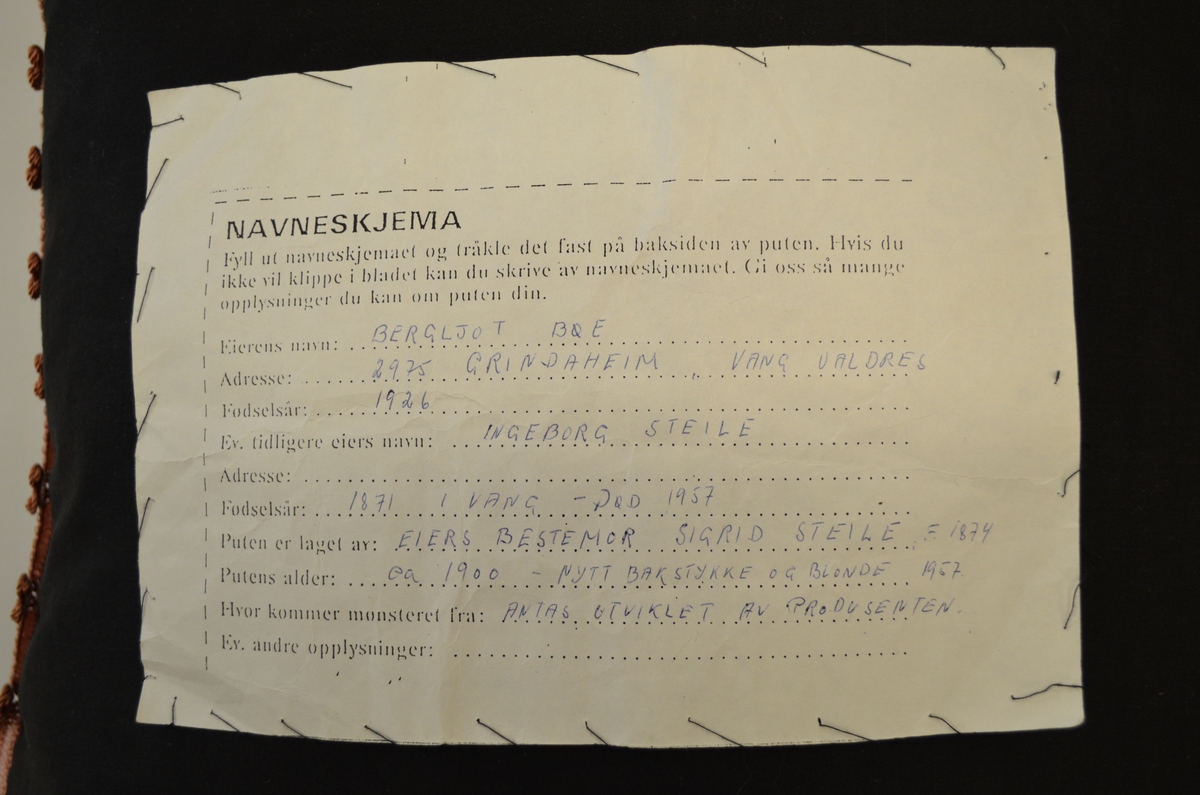 NAVNESKJEMA
Fyll ut navneskjemaet og tråkle det fast på baksiden av puten. Hvis du
ikke vil klippe i bladet kan du skrive av navneskjemaet. Gi oss så mange
opplysninger du kan om puten din.
Eierens navn: BERGLJOT BØE
Adresse: 2975 GRINDAHEIM „ VANG VALDRES
Fødselsår: 1926
Ev. tidligere eiers navn: INGEBORG STEILE
Adresse:
Fødselsår: 1871 I VANG - DØD 1957
Puten er laget av: EIERS BESTEMOR SIGRID STEILE, F 1874
Putens alder: ca 1900 - NYTT BAKSTYKKE OG BLONDE 1957
Hvor kommer mønsteret fra: ANTAS UTVIKLET AV PRODUSENTEN.
Ev. andre opplysninger: